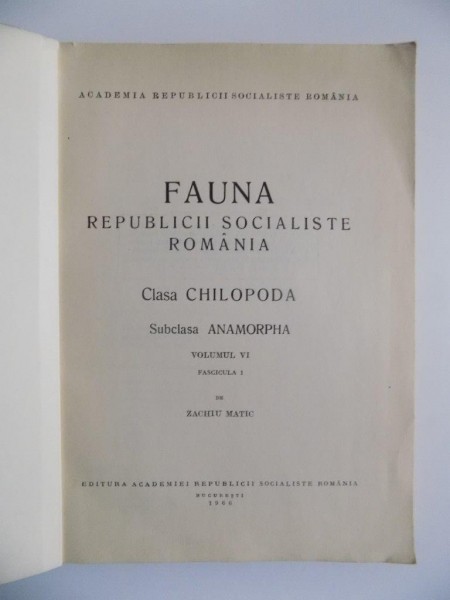 ACADEMIA REPUBLICII SOCIALISTE ROMÂNIA
FAUNA
REPUBLICII SOCIALISTE
ROMÂNIA
Clasa CHILOPODA
Subclasa ANAMORPHA
VOLUMUL VI
FASCICULA 1
DE
ZACHIU MATIC
EDITURA ACADEMIEI REPUBLICII SOCIALISTE ROMÂNIA
BUCUREȘTI
1966